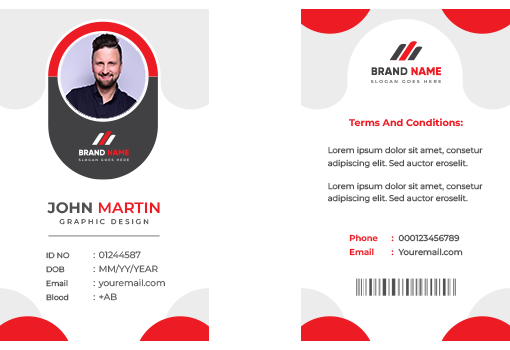 BRAND NAME
SLOGAN GOES HERE
JOHN MARTIN
GRAPHIC DESIGN
ID NO : 01244587
DOB : MM/YY/YEAR
Email : youremail.com
Blood : +AB
BRAND NAME
SLOGAN GOES HERE
Terms And Conditions:
Lorem ipsum dolor sit amet, consetur
adipiscing elit. Sed auctor eroselit.
Lorem ipsum dolor sit amet, consetur
adipiscing elit. Sed auctor eroselit.
Phone : 000123456789
Email : Youremail.com